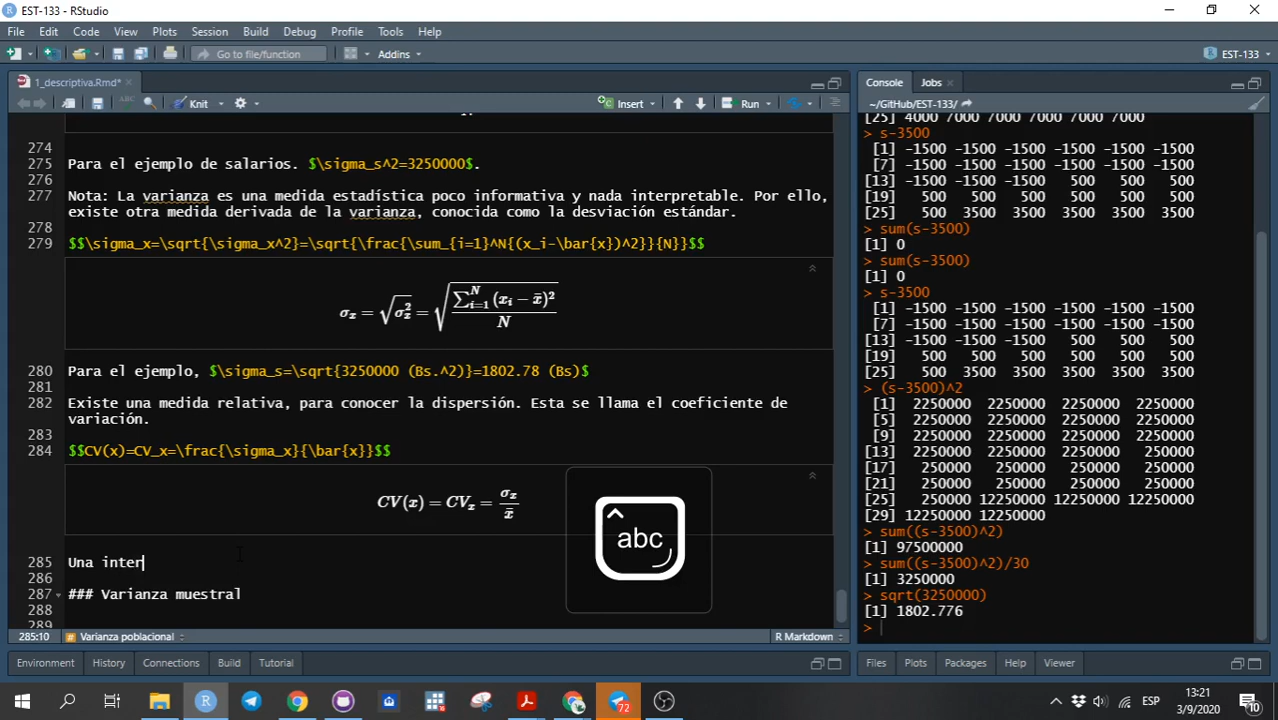 EST-133 - RStudio
File Edit Code View Plots Session Build Debug Profile Tools Help
Go to file/function Addins EST-133
1_descriptiva.Rmd* Console Jobs
Knit Insert Run ~/GitHub/EST-133/
274
275 Para el ejemplo de salarios. $\sigma_s^2=3250000$.
276
277 Nota: La varianza es una medida estadística poco informativa y nada interpretable. Por ello,
existe otra medida derivada de la varianza, conocida como la desviación estándar.
278
279 $$\sigma_x=\sqrt{\sigma_x^2}=\sqrt{\frac{\sum_{i=1}^N{(x_i-\bar{x})^2}}{N}}$$
σx = √σx² = √(∑i=1^N (xi − x̄)² / N)
280 Para el ejemplo, $\sigma_s=\sqrt{3250000 (Bs.^2)}=1802.78 (Bs)$
281
282 Existe una medida relativa, para conocer la dispersión. Esta se llama el coeficiente de
variación.
283
284 $$CV(x)=CV_x=\frac{\sigma_x}{\bar{x}}$$
CV(x) = CVx = σx / x̄
285 Una inter
286
287 ### Varianza muestral
288
289
abc
285:10 Varianza poblacional R Markdown
Environment History Connections Build Tutorial
[25] 4000 7000 7000 7000 7000 7000
> s-3500
[1] -1500 -1500 -1500 -1500 -1500 -1500
[7] -1500 -1500 -1500 -1500 -1500 -1500
[13] -1500 -1500 -1500 500 500 500
[19] 500 500 500 500 500 500
[25] 500 3500 3500 3500 3500 3500
> sum(s-3500)
[1] 0
> sum(s-3500)
[1] 0
> s-3500
[1] -1500 -1500 -1500 -1500 -1500 -1500
[7] -1500 -1500 -1500 -1500 -1500 -1500
[13] -1500 -1500 -1500 500 500 500
[19] 500 500 500 500 500 500
[25] 500 3500 3500 3500 3500 3500
> (s-3500)^2
[1] 2250000 2250000 2250000 2250000
[5] 2250000 2250000 2250000 2250000
[9] 2250000 2250000 2250000 2250000
[13] 2250000 2250000 2250000 250000
[17] 250000 250000 250000 250000
[21] 250000 250000 250000 250000
[25] 250000 12250000 12250000 12250000
[29] 12250000 12250000
> sum((s-3500)^2)
[1] 97500000
> sum((s-3500)^2)/30
[1] 3250000
> sqrt(3250000)
[1] 1802.776
>
Files Plots Packages Help Viewer
72 ESP 13:21
3/9/2020 10